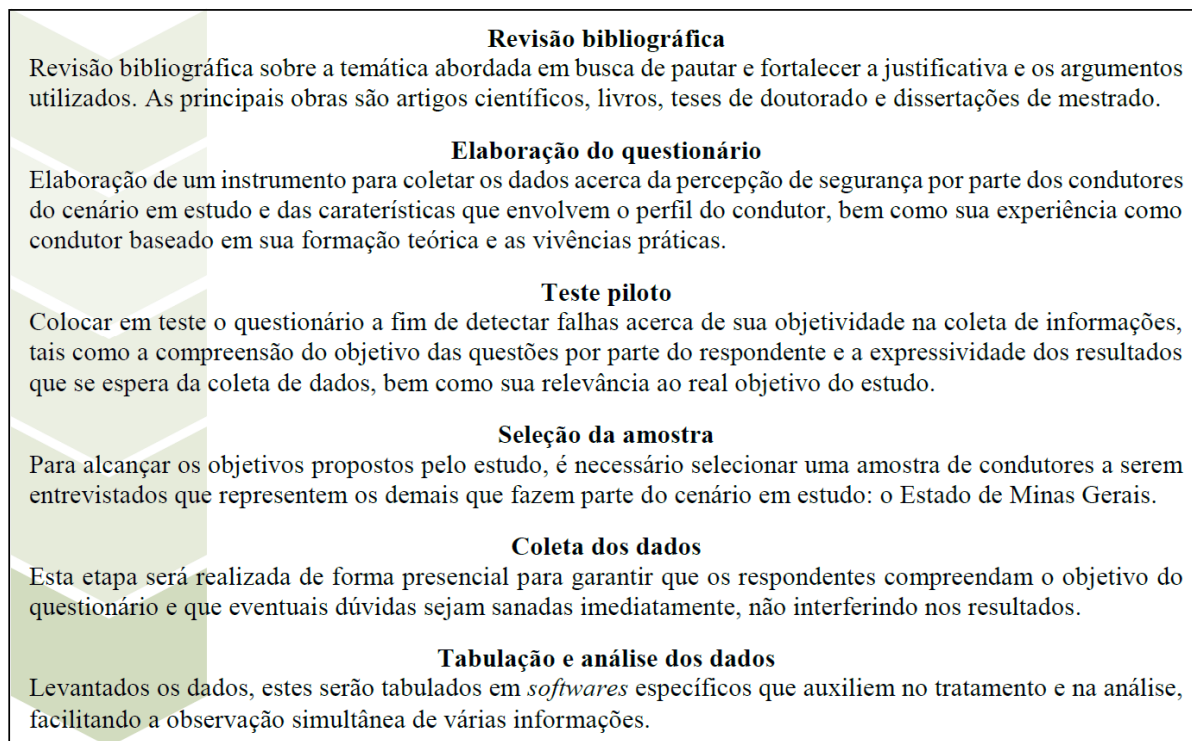 Revisão bibliográfica
Revisão bibliográfica sobre a temática abordada em busca de pautar e fortalecer a justificativa e os argumentos
utilizados. As principais obras são artigos científicos, livros, teses de doutorado e dissertações de mestrado.
Elaboração do questionário
Elaboração de um instrumento para coletar os dados acerca da percepção de segurança por parte dos condutores
do cenário em estudo e das caraterísticas que envolvem o perfil do condutor, bem como sua experiência como
condutor baseado em sua formação teórica e as vivências práticas.
Teste piloto
Colocar em teste o questionário a fim de detectar falhas acerca de sua objetividade na coleta de informações,
tais como a compreensão do objetivo das questões por parte do respondente e a expressividade dos resultados
que se espera da coleta de dados, bem como sua relevância ao real objetivo do estudo.
Seleção da amostra
Para alcançar os objetivos propostos pelo estudo, é necessário selecionar uma amostra de condutores a serem
entrevistados que representem os demais que fazem parte do cenário em estudo: o Estado de Minas Gerais.
Coleta dos dados
Esta etapa será realizada de forma presencial para garantir que os respondentes compreendam o objetivo do
questionário e que eventuais dúvidas sejam sanadas imediatamente, não interferindo nos resultados.
Tabulação e análise dos dados
Levantados os dados, estes serão tabulados em softwares específicos que auxiliem no tratamento e na análise,
facilitando a observação simultânea de várias informações.